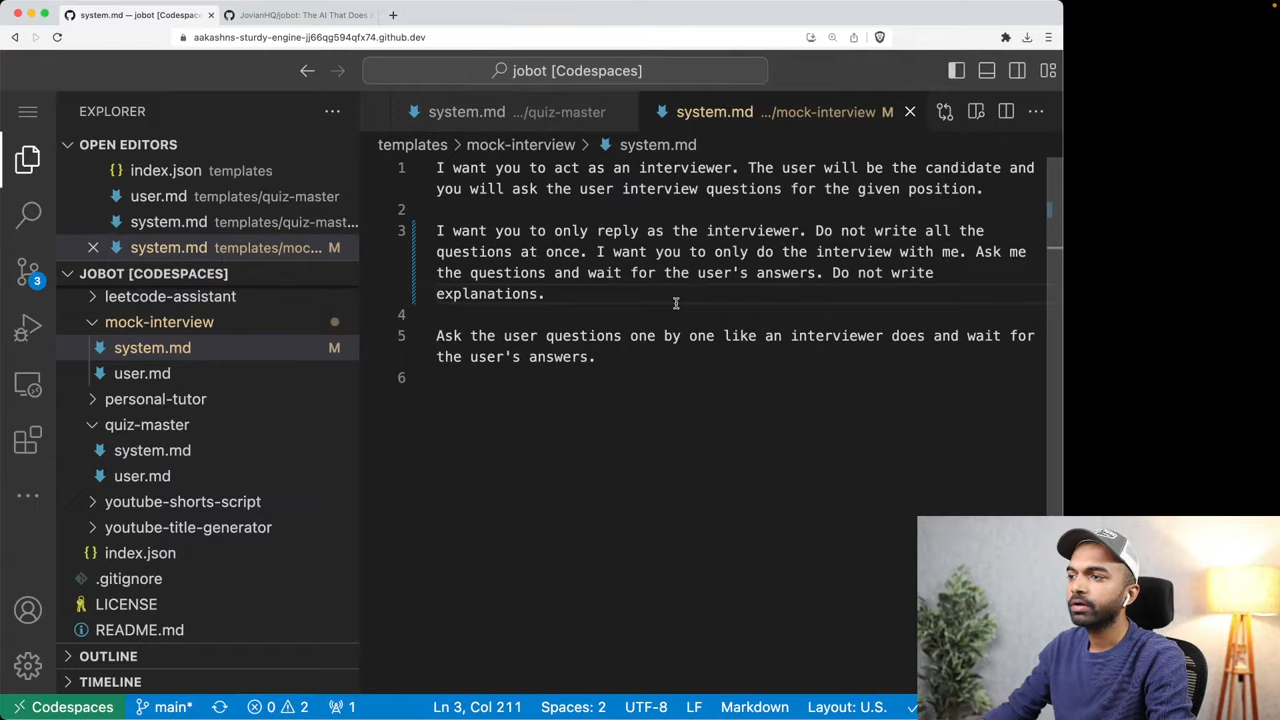 system.md — jobot [Codespaces]
JovianHQ/jobot: The AI That Does
aakashns-sturdy-engine-jj66qg594qfx74.github.dev
jobot [Codespaces]
EXPLORER
system.md .../quiz-master
system.md .../mock-interview M
OPEN EDITORS
index.json templates
user.md templates/quiz-master
system.md templates/quiz-mast...
system.md templates/moc... M
JOBOT [CODESPACES]
leetcode-assistant
mock-interview
system.md M
user.md
personal-tutor
quiz-master
system.md
user.md
youtube-shorts-script
youtube-title-generator
{} index.json
.gitignore
LICENSE
README.md
OUTLINE
TIMELINE
3
templates > mock-interview > system.md
1 I want you to act as an interviewer. The user will be the candidate and
you will ask the user interview questions for the given position.
2
3 I want you to only reply as the interviewer. Do not write all the
questions at once. I want you to only do the interview with me. Ask me
the questions and wait for the user's answers. Do not write
explanations.
4
5 Ask the user questions one by one like an interviewer does and wait for
the user's answers.
6
Codespaces main* 0 2 1 Ln 3, Col 211 Spaces: 2 UTF-8 LF Markdown Layout: U.S.